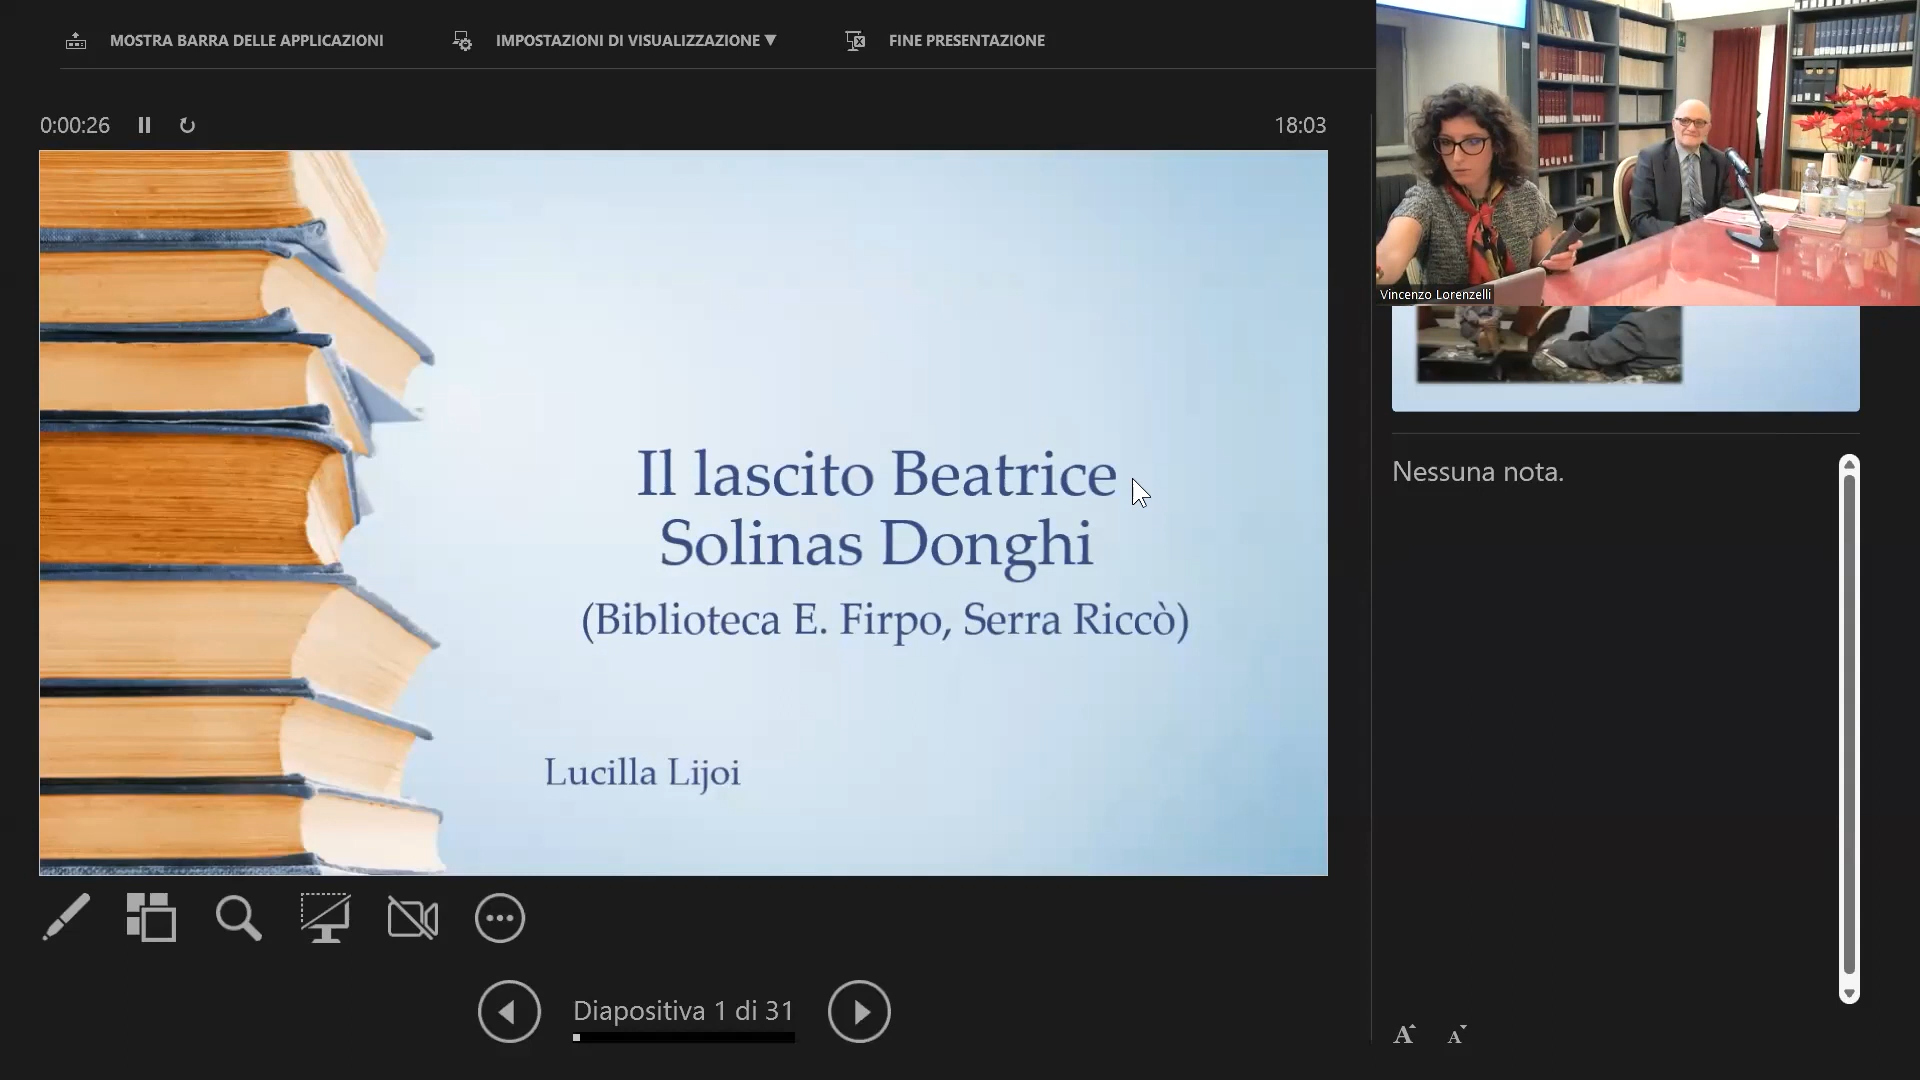 MOSTRA BARRA DELLE APPLICAZIONI
IMPOSTAZIONI DI VISUALIZZAZIONE ▼
FINE PRESENTAZIONE
0:00:26
18:03
Il lascito Beatrice
Solinas Donghi
(Biblioteca E. Firpo, Serra Riccò)
Lucilla Lijoi
Vincenzo Lorenzelli
Nessuna nota.
Diapositiva 1 di 31
A A